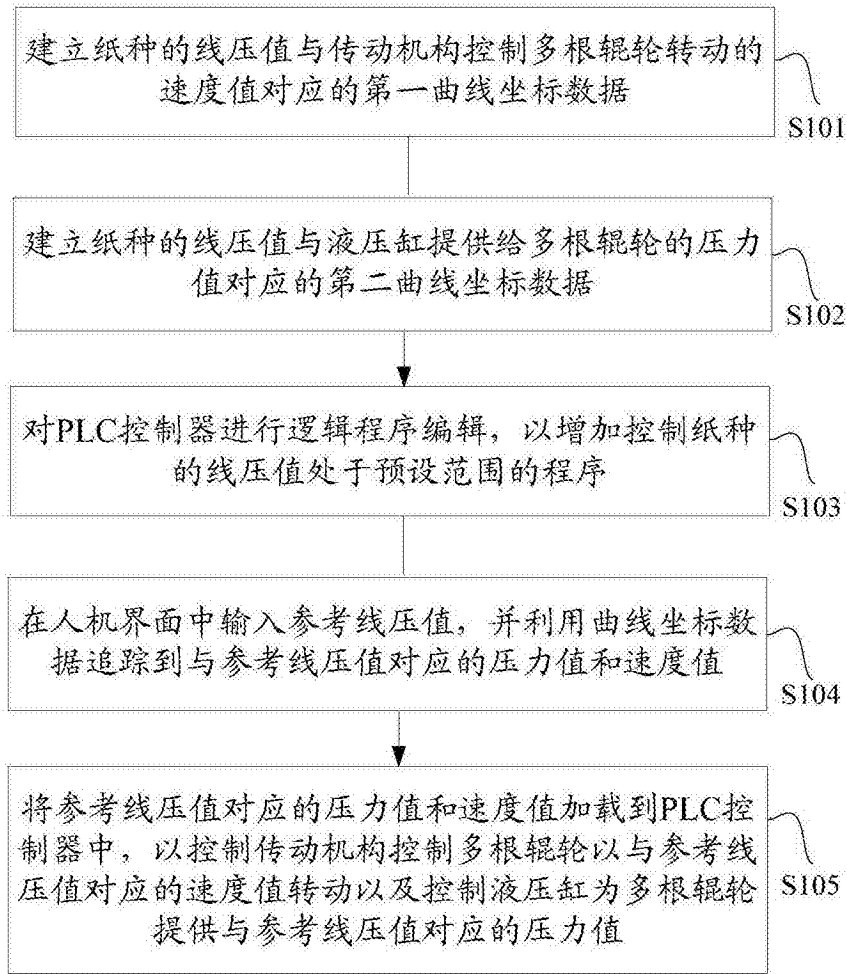 建立纸种的线压值与传动机构控制多根辊轮转动的
速度值对应的第一曲线坐标数据
S101
建立纸种的线压值与液压缸提供给多根辊轮的压力
值对应的第二曲线坐标数据
S102
对PLC控制器进行逻辑程序编辑，以增加控制纸种
的线压值处于预设范围的程序
S103
在人机界面中输入参考线压值，并利用曲线坐标数
据追踪到与参考线压值对应的压力值和速度值
S104
将参考线压值对应的压力值和速度值加载到PLC控
制器中，以控制传动机构控制多根辊轮以与参考线
压值对应的速度值转动以及控制液压缸为多根辊轮
提供与参考线压值对应的压力值
S105